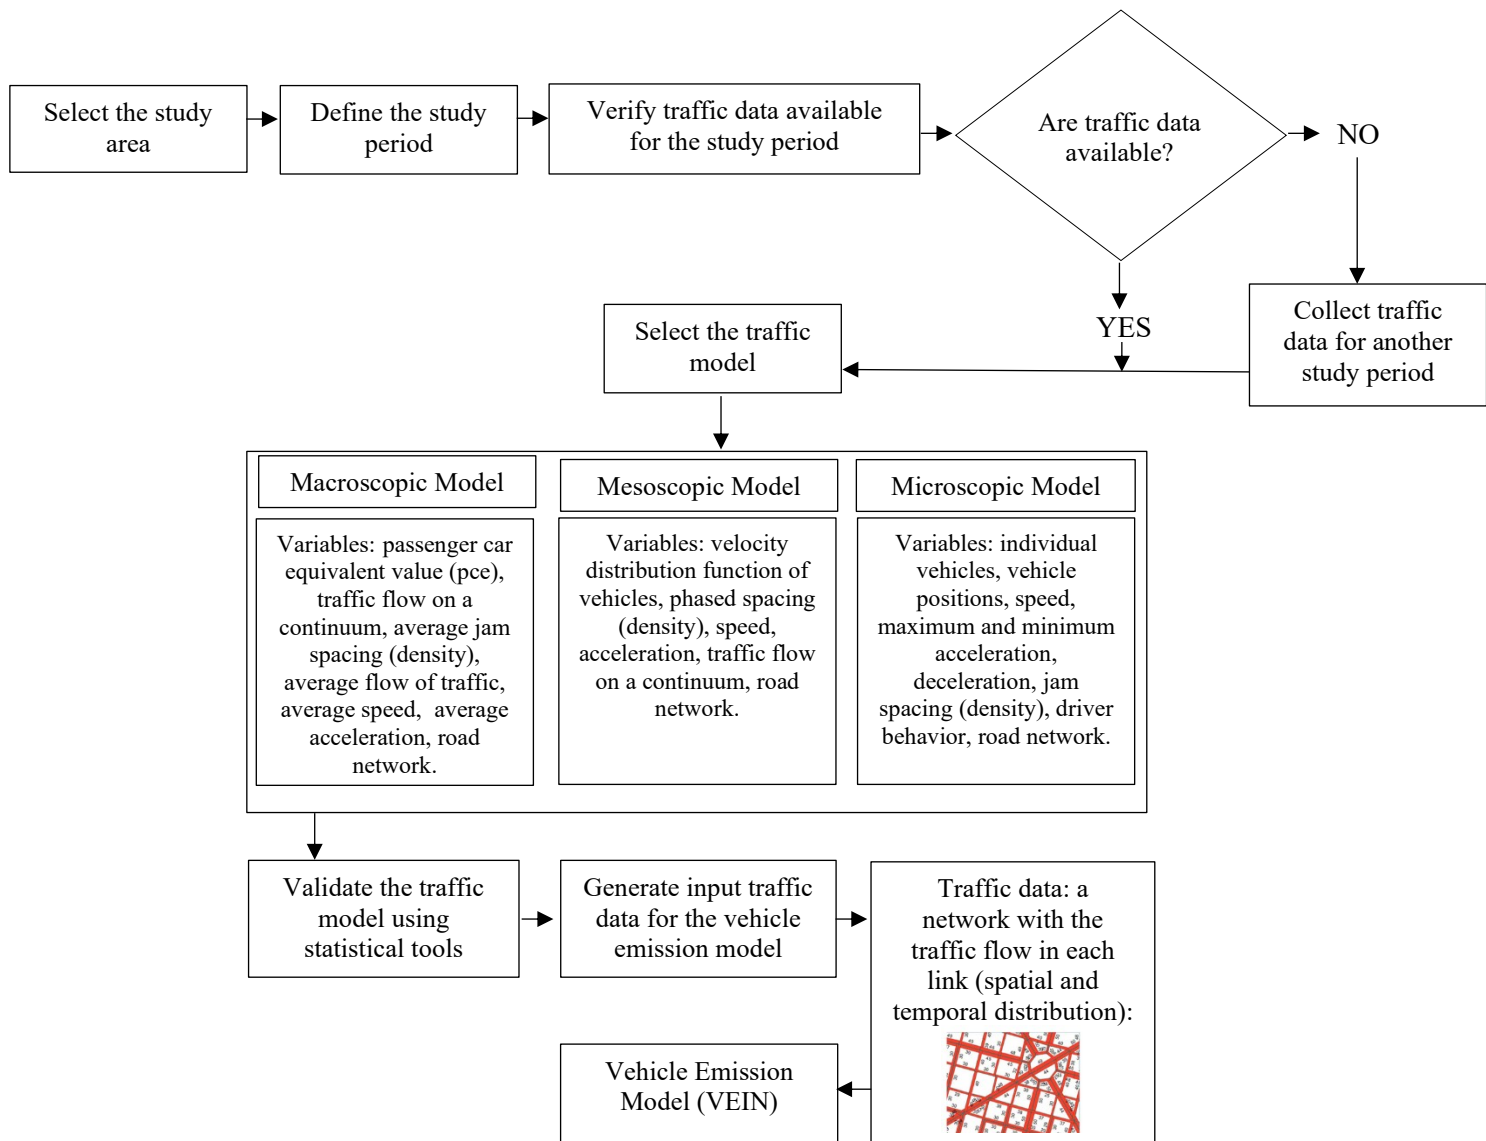 Select the study
area
Define the study
period
Verify traffic data available
for the study period
Are traffic data
available?
NO
YES
Collect traffic
data for another
study period
Select the traffic
model
Macroscopic Model
Variables: passenger car
equivalent value (pce),
traffic flow on a
continuum, average jam
spacing (density),
average flow of traffic,
average speed, average
acceleration, road
network.
Mesoscopic Model
Variables: velocity
distribution function of
vehicles, phased spacing
(density), speed,
acceleration, traffic flow
on a continuum, road
network.
Microscopic Model
Variables: individual
vehicles, vehicle
positions, speed,
maximum and minimum
acceleration,
deceleration, jam
spacing (density), driver
behavior, road network.
Validate the traffic
model using
statistical tools
Generate input traffic
data for the vehicle
emission model
Traffic data: a
network with the
traffic flow in each
link (spatial and
temporal distribution):
Vehicle Emission
Model (VEIN)